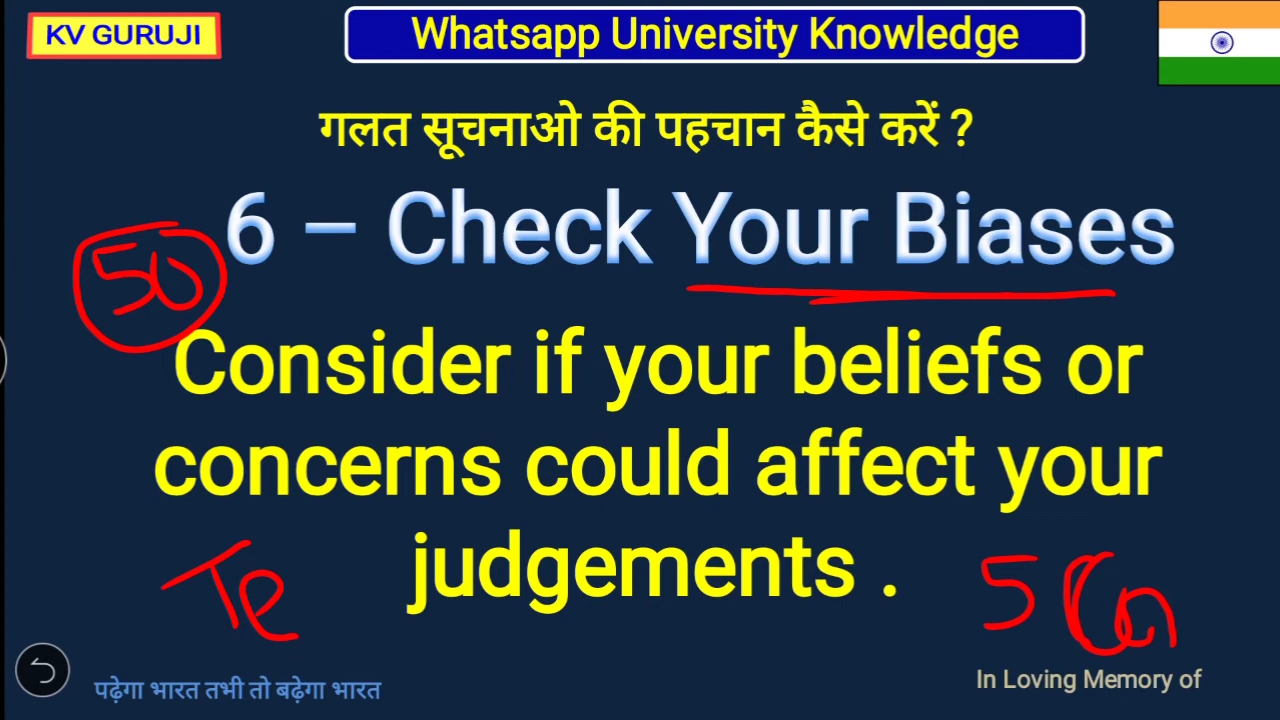 KV GURUJI
Whatsapp University Knowledge
गलत सूचनाओ की पहचान कैसे करें ?
6 – Check Your Biases
50
Consider if your beliefs or
concerns could affect your
judgements .
Te
पढ़ेगा भारत तभी तो बढ़ेगा भारत
In Loving Memory of